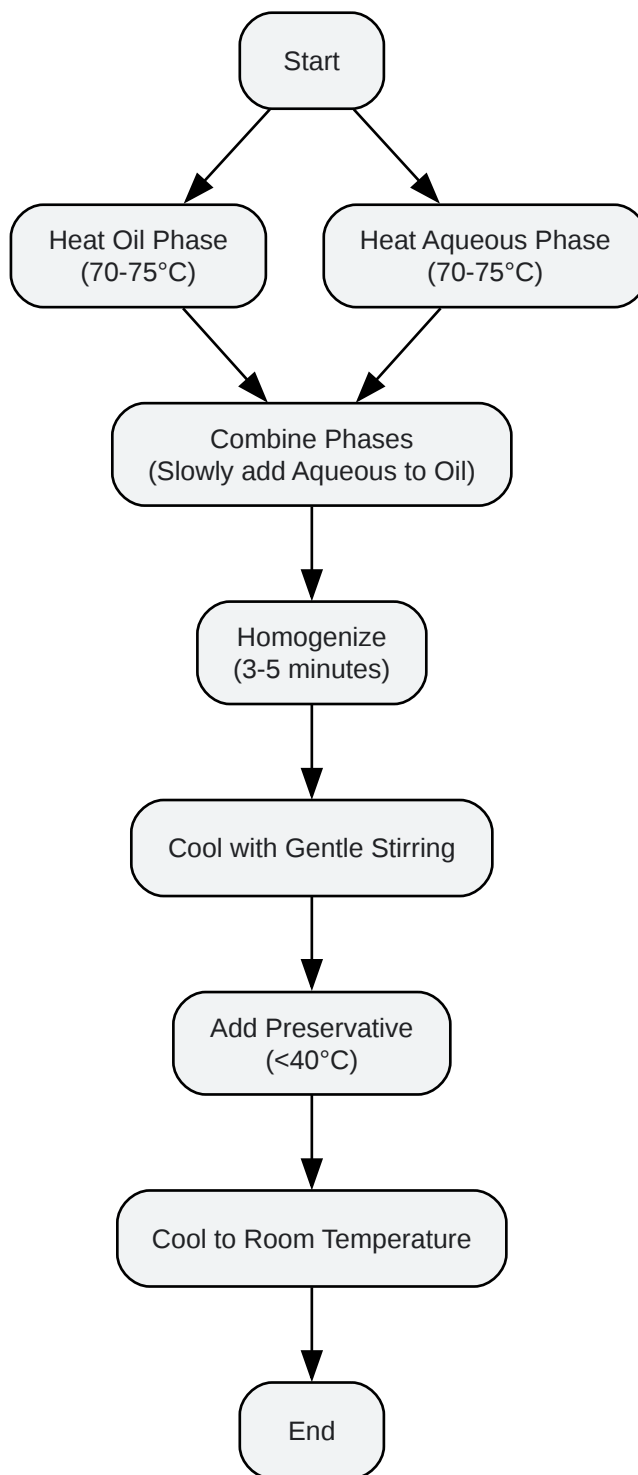 Start
Heat Oil Phase
(70-75°C)
Heat Aqueous Phase
(70-75°C)
Combine Phases
(Slowly add Aqueous to Oil)
Homogenize
(3-5 minutes)
Cool with Gentle Stirring
Add Preservative
(<40°C)
Cool to Room Temperature
End